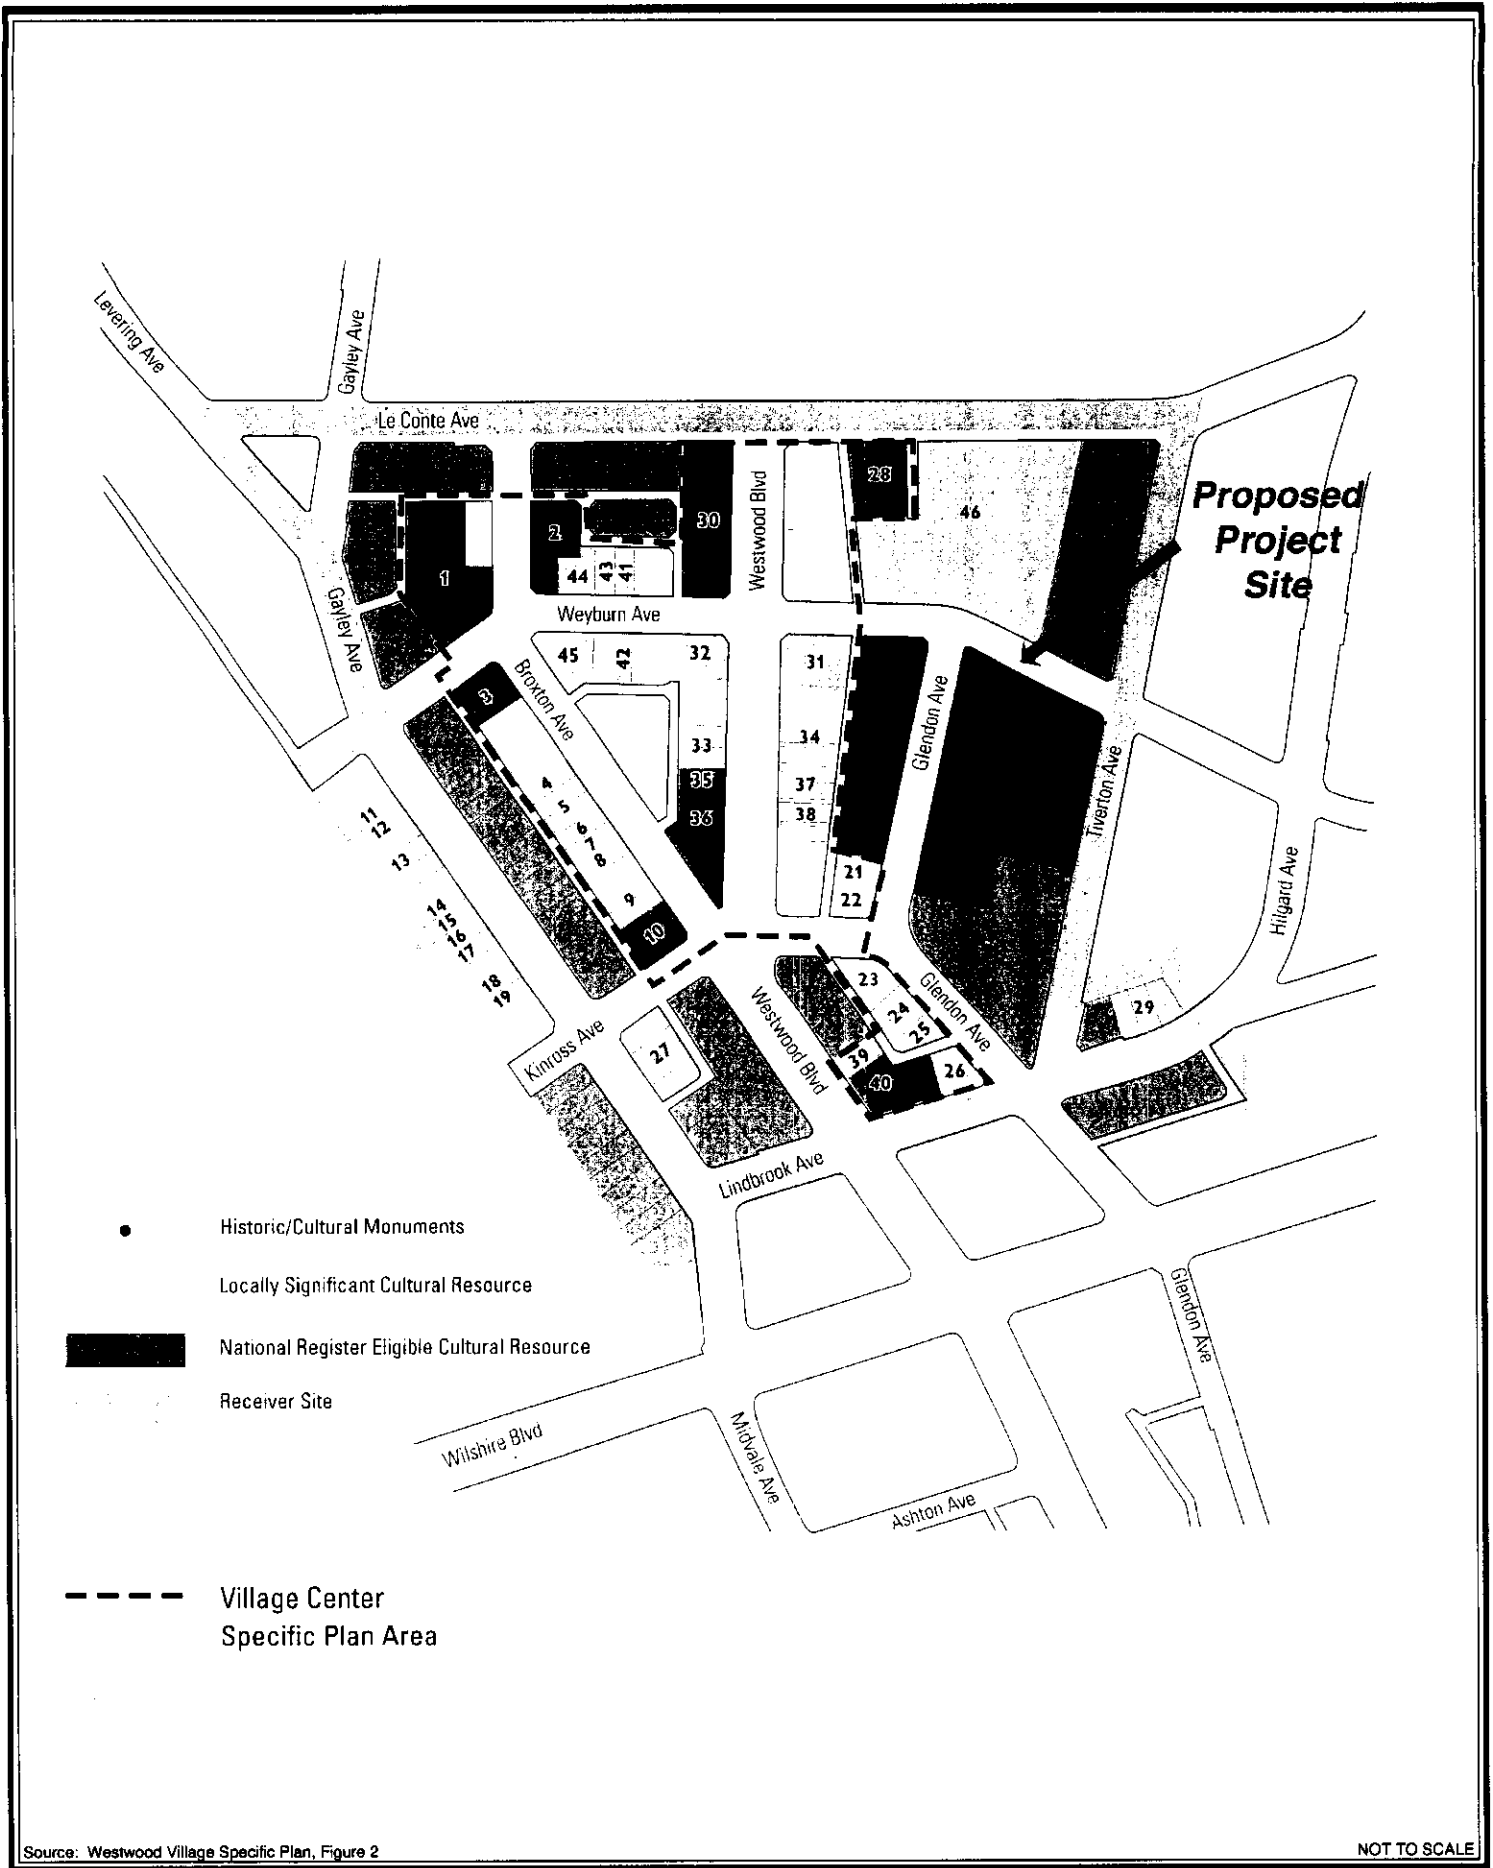 Levering Ave
Gayley Ave
Le Conte Ave
28
46
Proposed
Project
Site
Westwood Blvd
30
2
1
44
43
41
Weyburn Ave
Gayley Ave
45
42
32
31
3
Broxton Ave
Glendon Ave
33
34
35
37
36
38
4
5
6
7
8
9
10
Tiverton Ave
11
12
13
14
15
16
17
18
19
21
22
Hilgard Ave
23
24
25
Glendon Ave
29
Westwood Blvd
Kinross Ave
27
39
40
26
Lindbrook Ave
Historic/Cultural Monuments
Locally Significant Cultural Resource
National Register Eligible Cultural Resource
Receiver Site
Glendon Ave
Wilshire Blvd
Midvale Ave
Ashton Ave
Village Center
Specific Plan Area
Source: Westwood Village Specific Plan, Figure 2
NOT TO SCALE